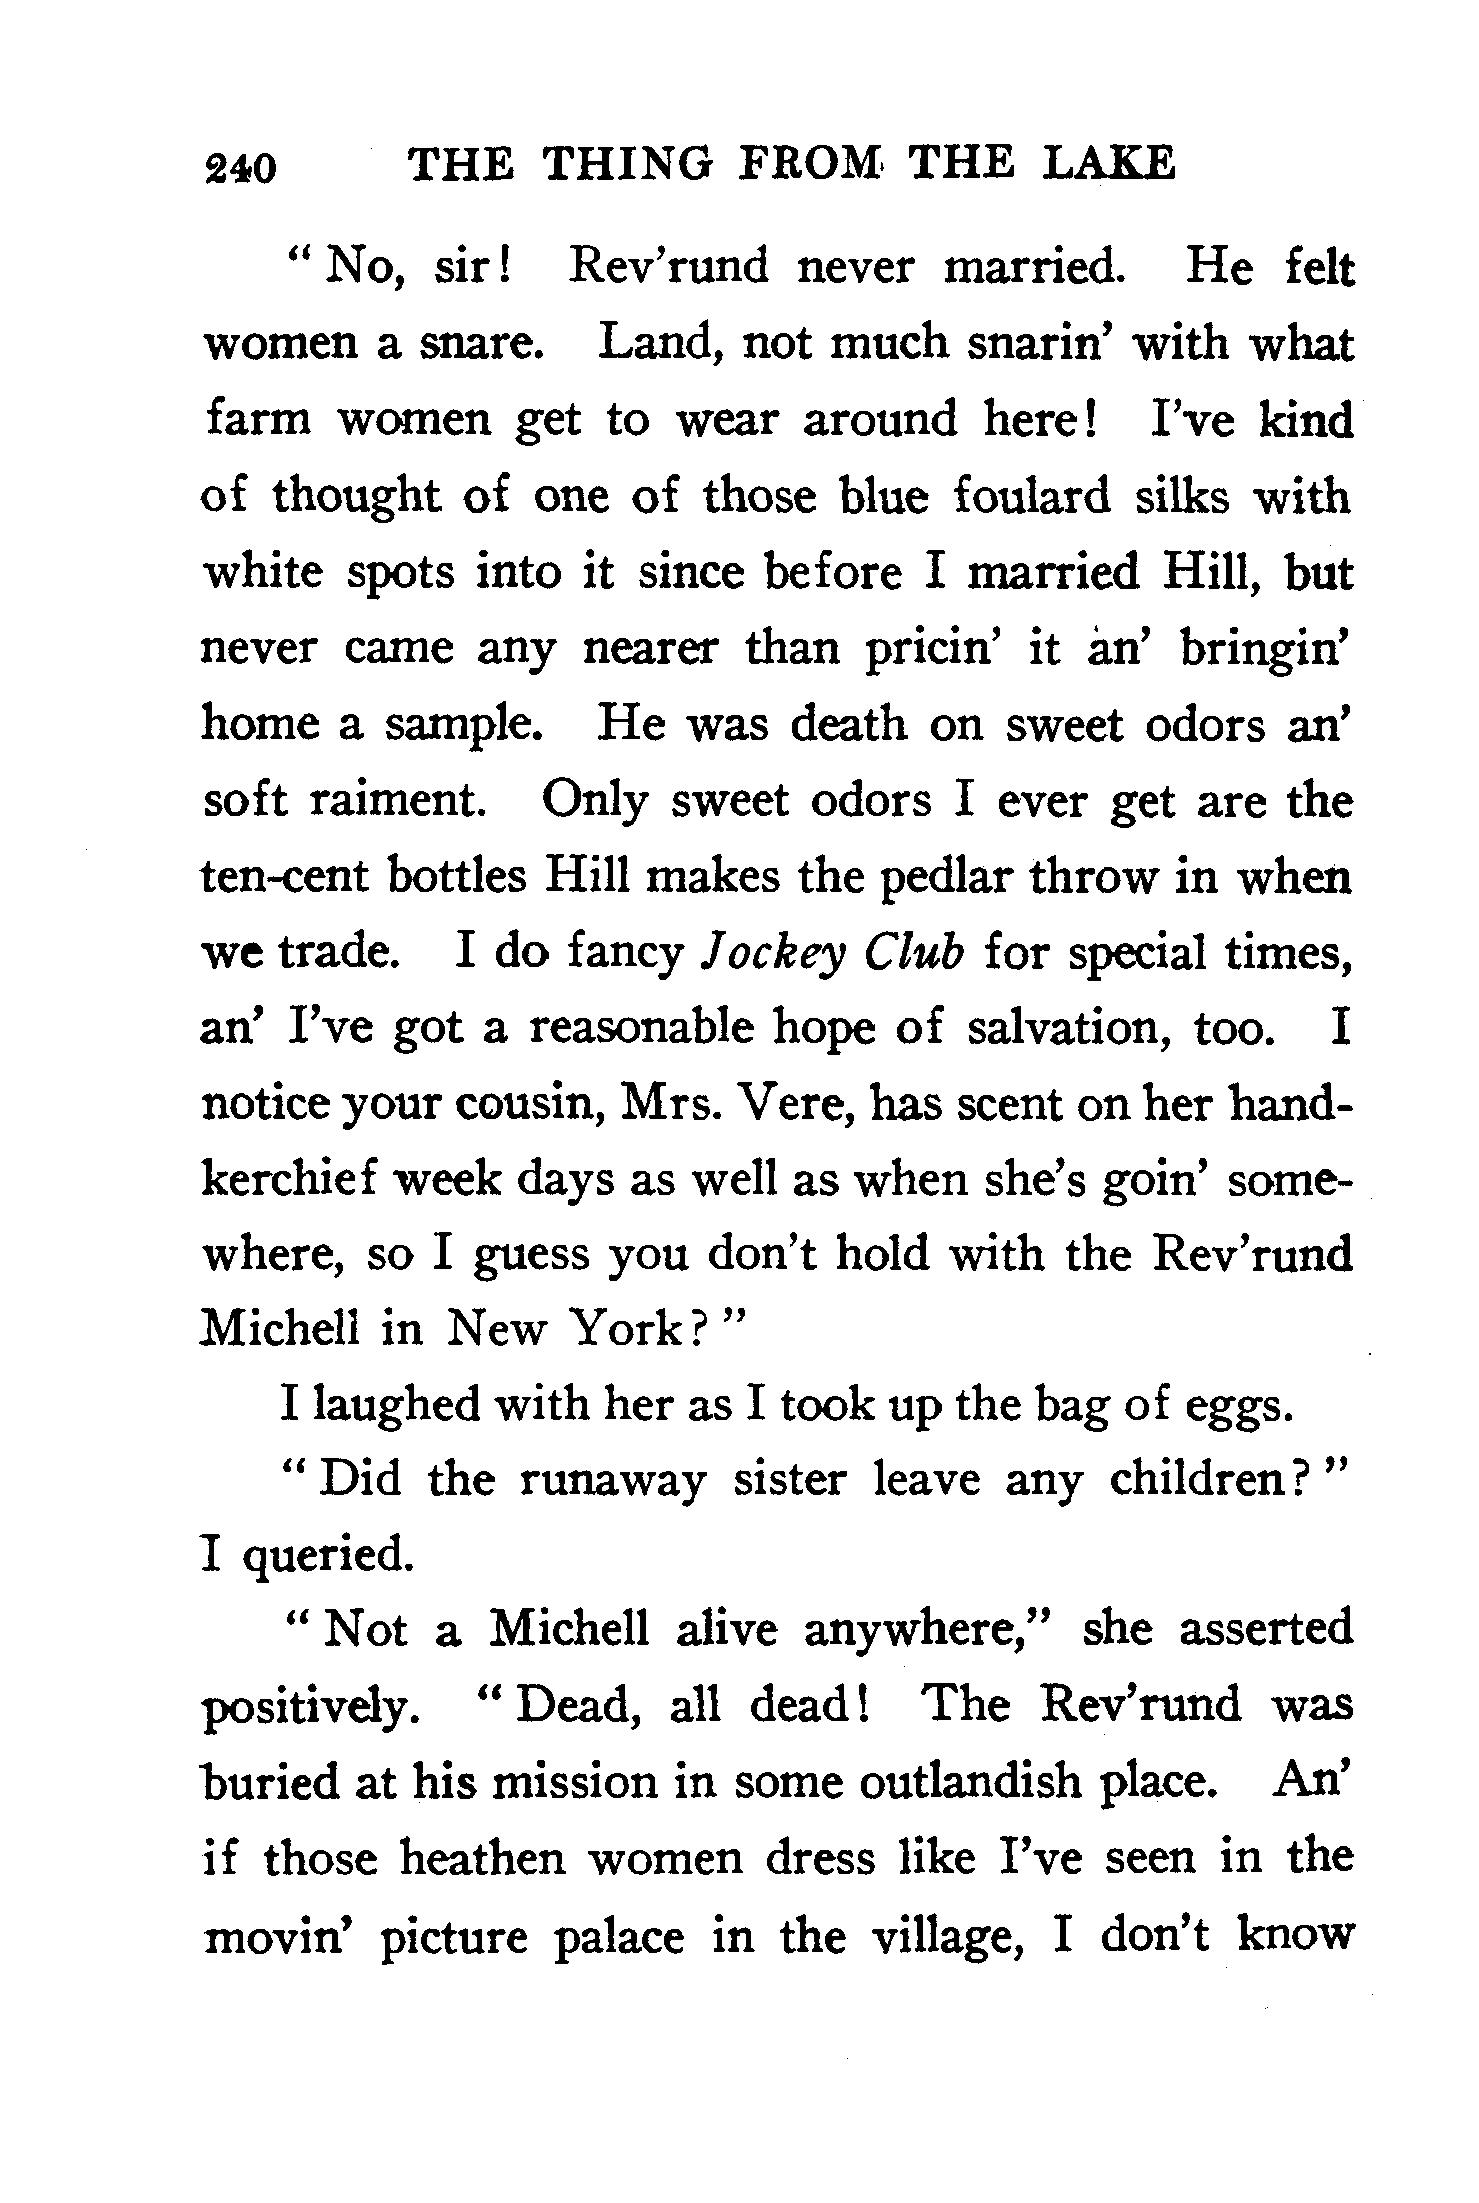 240 THE THING FROM THE LAKE
“ No, sir! Rev’rund never married. He felt
women a snare. Land, not much snarin’ with what
farm women get to wear around here! I’ve kind
of thought of one of those blue foulard silks with
white spots into it since before I married Hill, but
never came any nearer than pricin’ it an’ bringin’
home a sample. He was death on sweet odors an’
soft raiment. Only sweet odors I ever get are the
ten-cent bottles Hill makes the pedlar throw in when
we trade. I do fancy Jockey Club for special times,
an’ I’ve got a reasonable hope of salvation, too. I
notice your cousin, Mrs. Vere, has scent on her hand-
kerchief week days as well as when she’s goin’ some-
where, so I guess you don’t hold with the Rev’rund
Michell in New York? ”
I laughed with her as I took up the bag of eggs.
“ Did the runaway sister leave any children? ”
I queried.
“ Not a Michell alive anywhere,” she asserted
positively. “ Dead, all dead! The Rev’rund was
buried at his mission in some outlandish place. An’
if those heathen women dress like I’ve seen in the
movin’ picture palace in the village, I don’t know